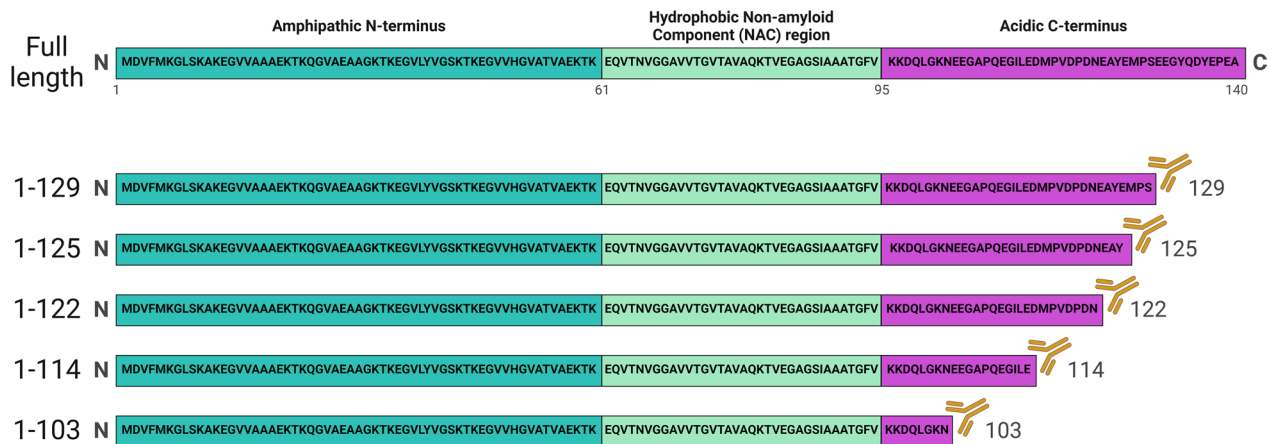 Amphipathic N-terminus
Hydrophobic Non-amyloid
Component (NAC) region
Acidic C-terminus
Full
length
N MDVFMKGLSKAKEGVVAAAEKTKQGVAEAAGKTKEGVLYVGSKTKEGVVHGVATVAEKTK EQVTNVGGAVVTGVTAVAQKTVEGAGSIAAATGFV KKDQLGKNEEGAPQEGILEDMPVDPDNEAYEMPSEEGYQDYEPEA C
1 61 95 140
1-129 N MDVFMKGLSKAKEGVVAAAEKTKQGVAEAAGKTKEGVLYVGSKTKEGVVHGVATVAEKTK EQVTNVGGAVVTGVTAVAQKTVEGAGSIAAATGFV KKDQLGKNEEGAPQEGILEDMPVDPDNEAYEMPS 129
1-125 N MDVFMKGLSKAKEGVVAAAEKTKQGVAEAAGKTKEGVLYVGSKTKEGVVHGVATVAEKTK EQVTNVGGAVVTGVTAVAQKTVEGAGSIAAATGFV KKDQLGKNEEGAPQEGILEDMPVDPDNEAY 125
1-122 N MDVFMKGLSKAKEGVVAAAEKTKQGVAEAAGKTKEGVLYVGSKTKEGVVHGVATVAEKTK EQVTNVGGAVVTGVTAVAQKTVEGAGSIAAATGFV KKDQLGKNEEGAPQEGILEDMPVDPDN 122
1-114 N MDVFMKGLSKAKEGVVAAAEKTKQGVAEAAGKTKEGVLYVGSKTKEGVVHGVATVAEKTK EQVTNVGGAVVTGVTAVAQKTVEGAGSIAAATGFV KKDQLGKNEEGAPQEGILE 114
1-103 N MDVFMKGLSKAKEGVVAAAEKTKQGVAEAAGKTKEGVLYVGSKTKEGVVHGVATVAEKTK EQVTNVGGAVVTGVTAVAQKTVEGAGSIAAATGFV KKDQLGKN 103